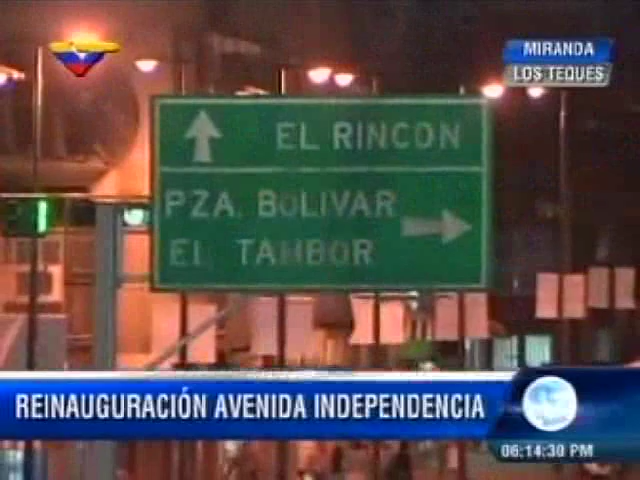 MIRANDA
LOS TEQUES
EL RINCON
PZA. BOLIVAR
EL TAMBOR
REINAUGURACIÓN AVENIDA INDEPENDENCIA
06:14:30 PM